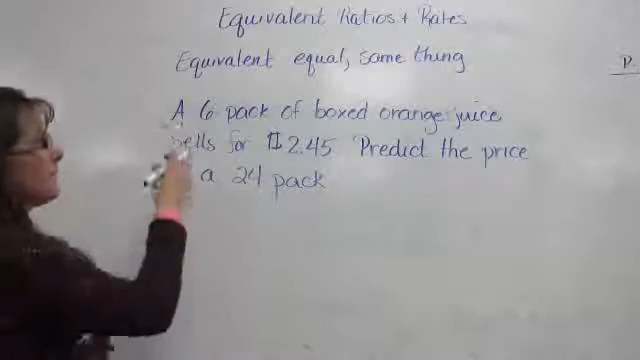 Equivalent Ratios + Rates
Equivalent equal, same thing
P.
A 6 pack of boxed orange juice
sells for $2.45 Predict the price
a 24 pack